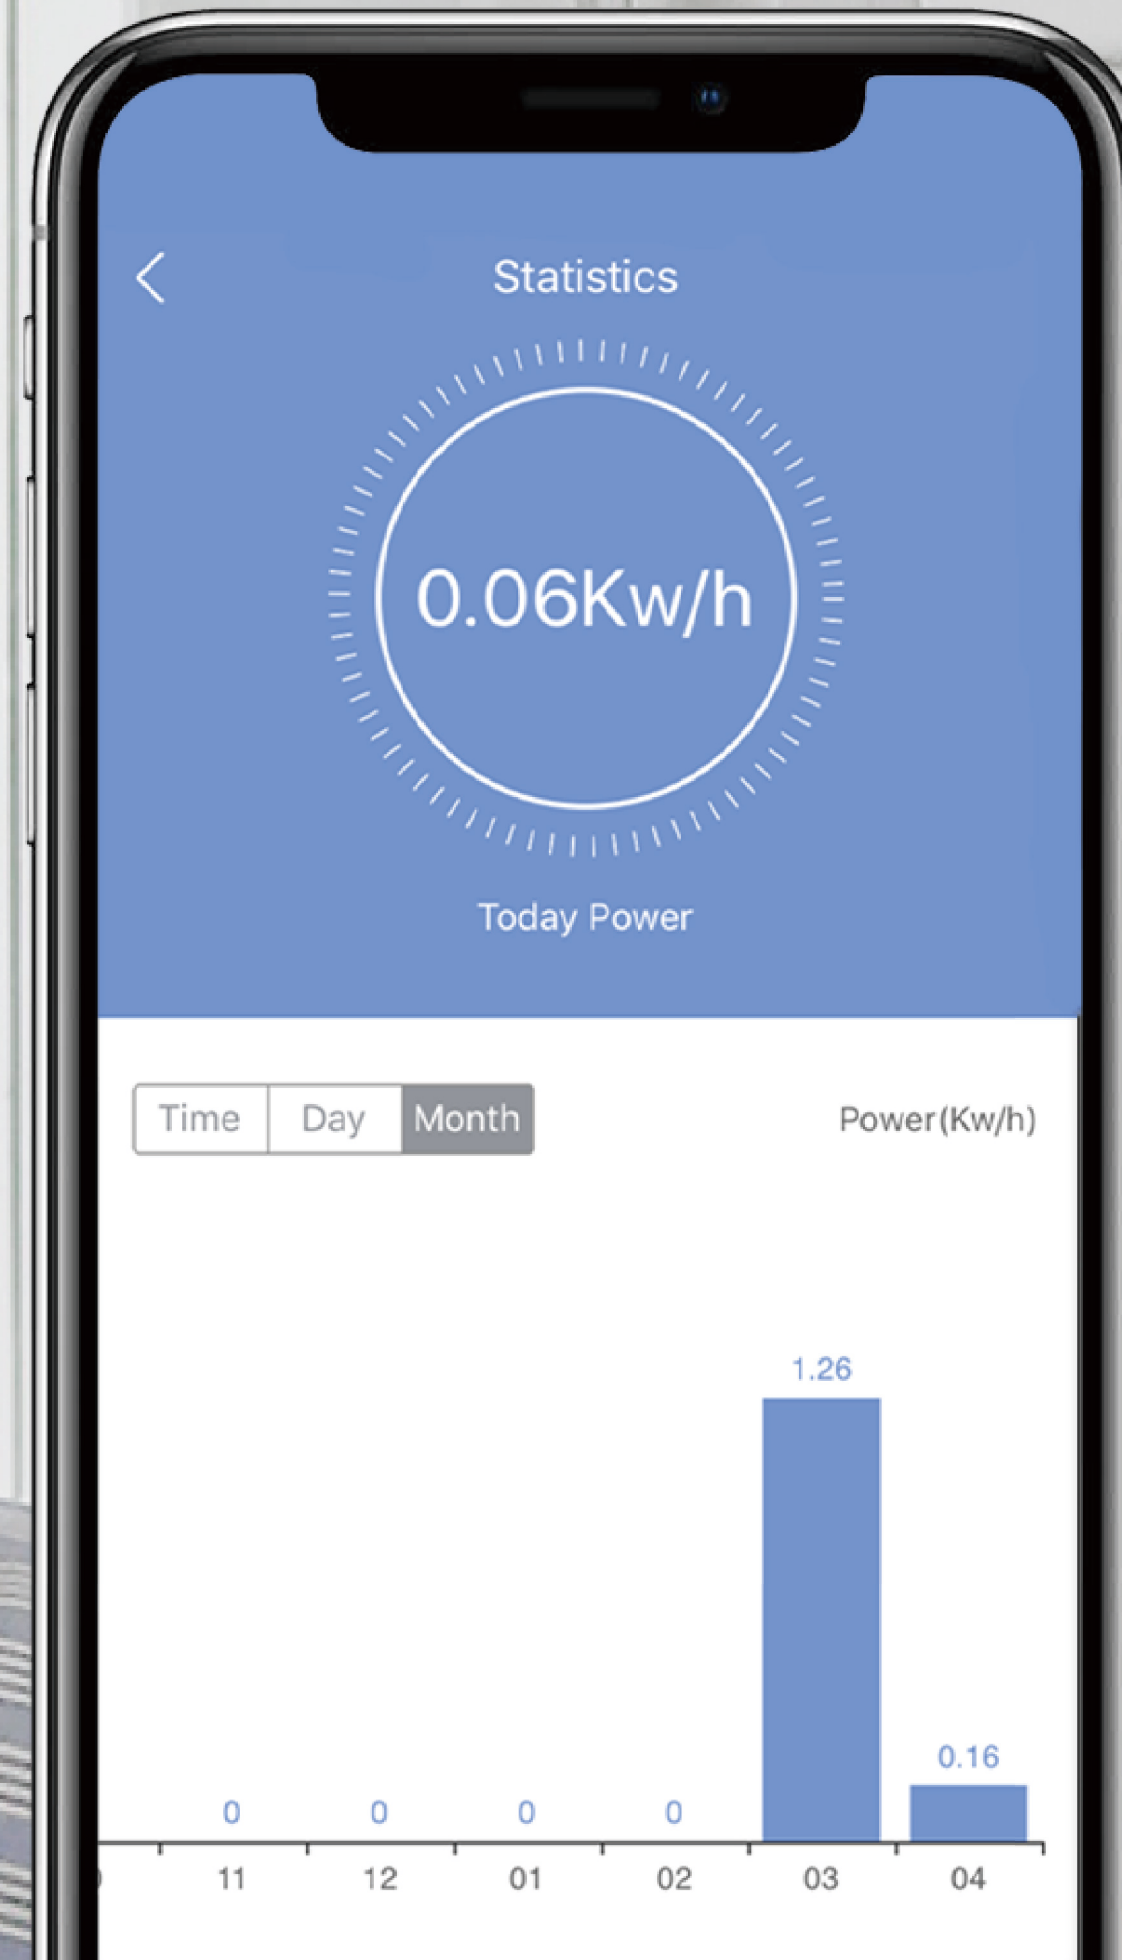 Statistics
0.06Kw/h
Today Power
Time Day Month Power(Kw/h)
1.26
0.16
0 0 0 0
11 12 01 02 03 04